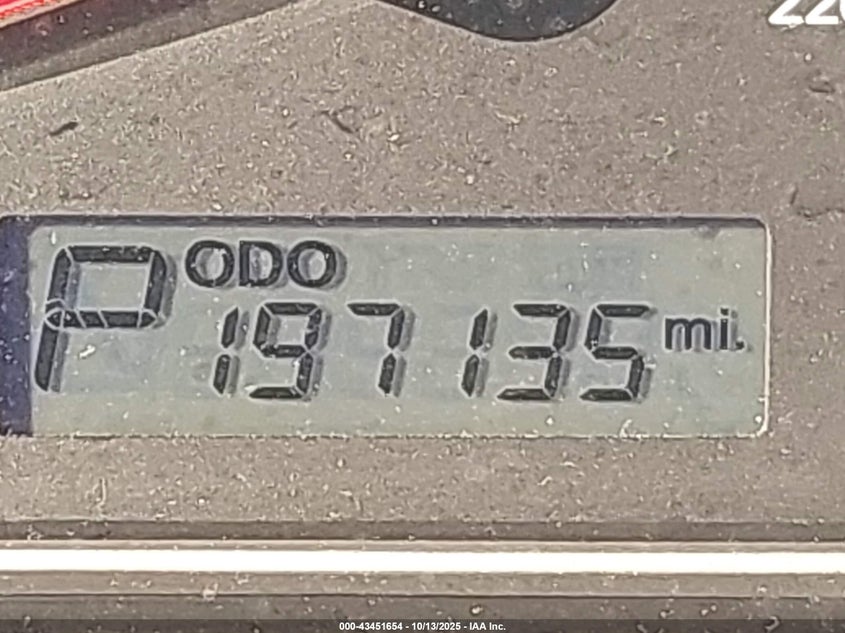 P ODO
197135 mi.
000-43451654 - 10/13/2025 - IAA Inc.